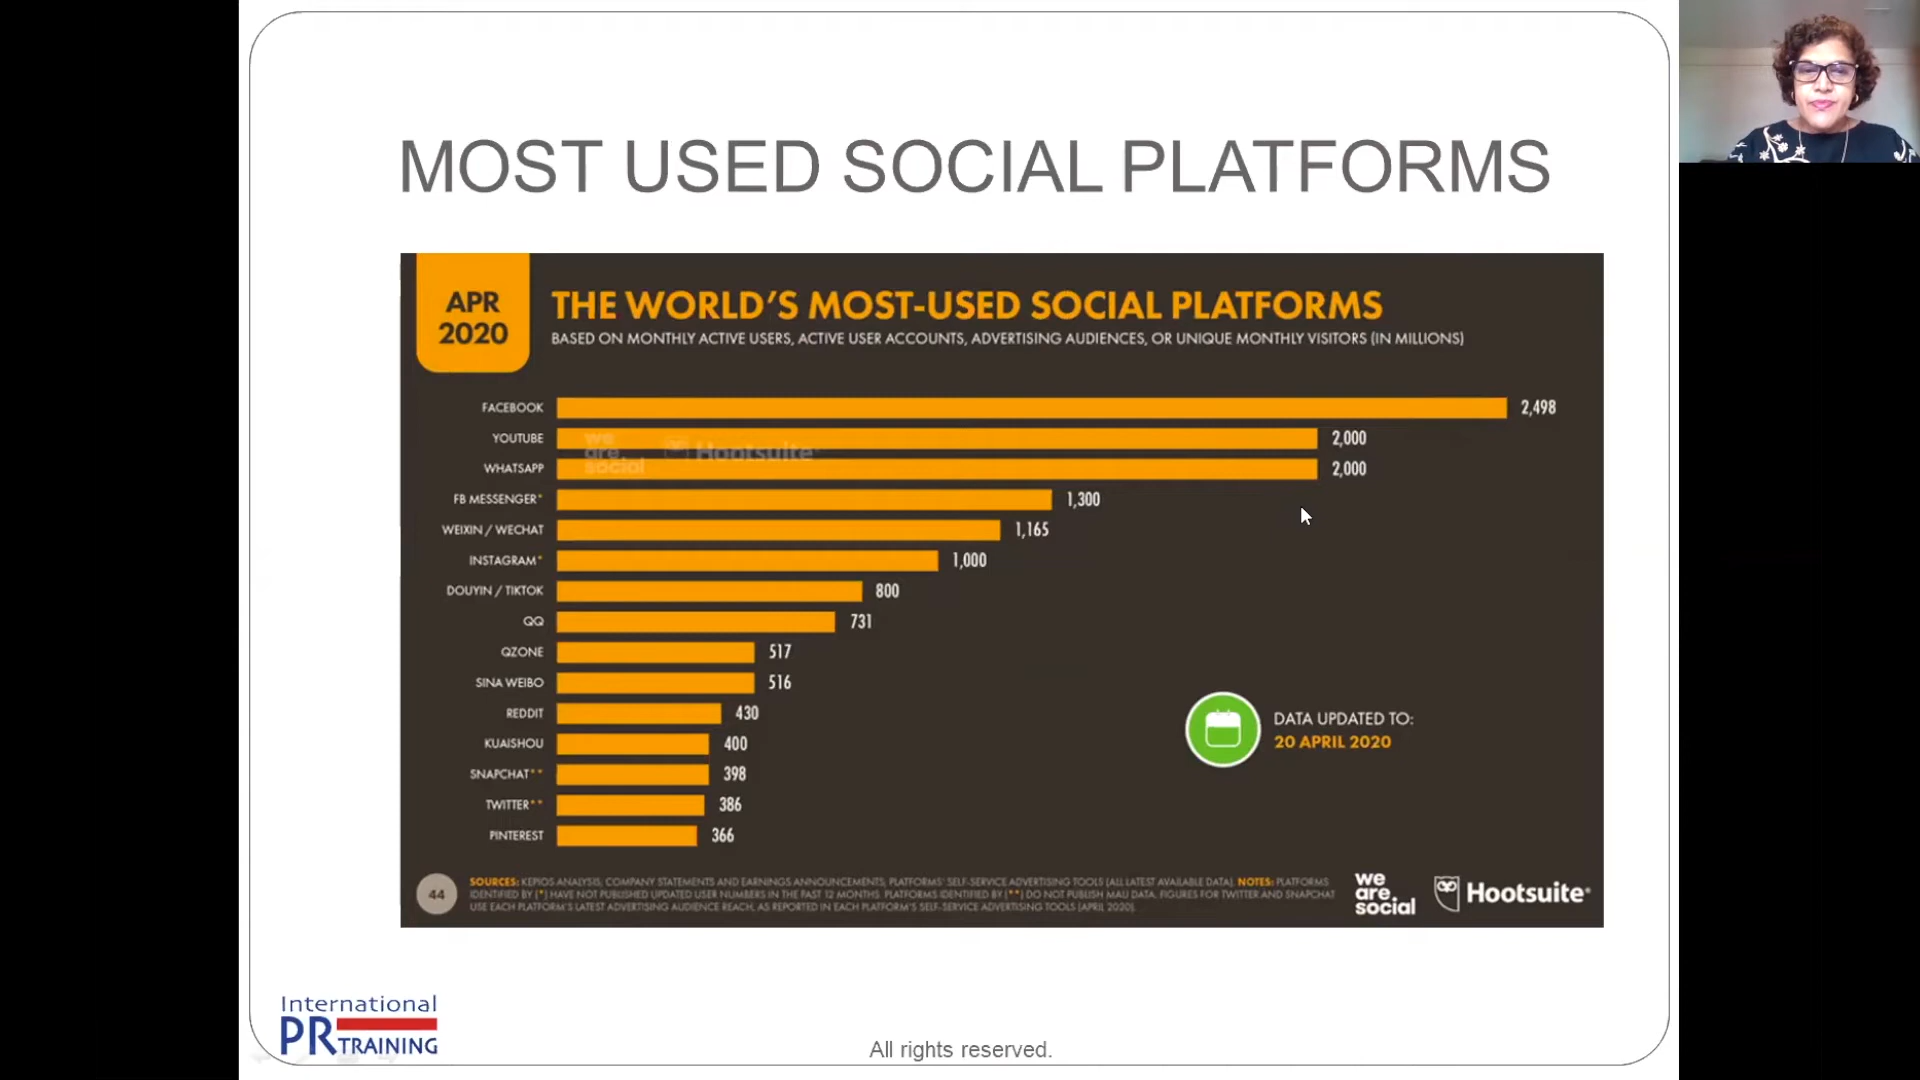 MOST USED SOCIAL PLATFORMS
APR
2020
THE WORLD'S MOST-USED SOCIAL PLATFORMS
BASED ON MONTHLY ACTIVE USERS, ACTIVE USER ACCOUNTS, ADVERTISING AUDIENCES, OR UNIQUE MONTHLY VISITORS (IN MILLIONS)
FACEBOOK 2,498
YOUTUBE 2,000
WHATSAPP 2,000
we
are
social
Hootsuite
FB MESSENGER* 1,300
WEIXIN / WECHAT 1,165
INSTAGRAM* 1,000
DOUYIN / TIKTOK 800
QQ 731
QZONE 517
SINA WEIBO 516
REDDIT 430
KUAISHOU 400
SNAPCHAT** 398
TWITTER** 386
PINTEREST 366
DATA UPDATED TO:
20 APRIL 2020
44
SOURCES: KEPIOS ANALYSIS; COMPANY STATEMENTS AND EARNINGS ANNOUNCEMENTS; PLATFORMS' SELF-SERVICE ADVERTISING TOOLS (ALL LATEST AVAILABLE DATA). NOTES: PLATFORMS
IDENTIFIED BY (*) HAVE NOT PUBLISHED UPDATED USER NUMBERS IN THE PAST 12 MONTHS. PLATFORMS IDENTIFIED BY (**) DO NOT PUBLISH MAU DATA. FIGURES FOR TWITTER AND SNAPCHAT
USE EACH PLATFORM'S LATEST ADVERTISING AUDIENCE REACH, AS REPORTED IN EACH PLATFORM'S SELF-SERVICE ADVERTISING TOOLS (APRIL 2020).
we
are
social
Hootsuite®
International
PR TRAINING
All rights reserved.